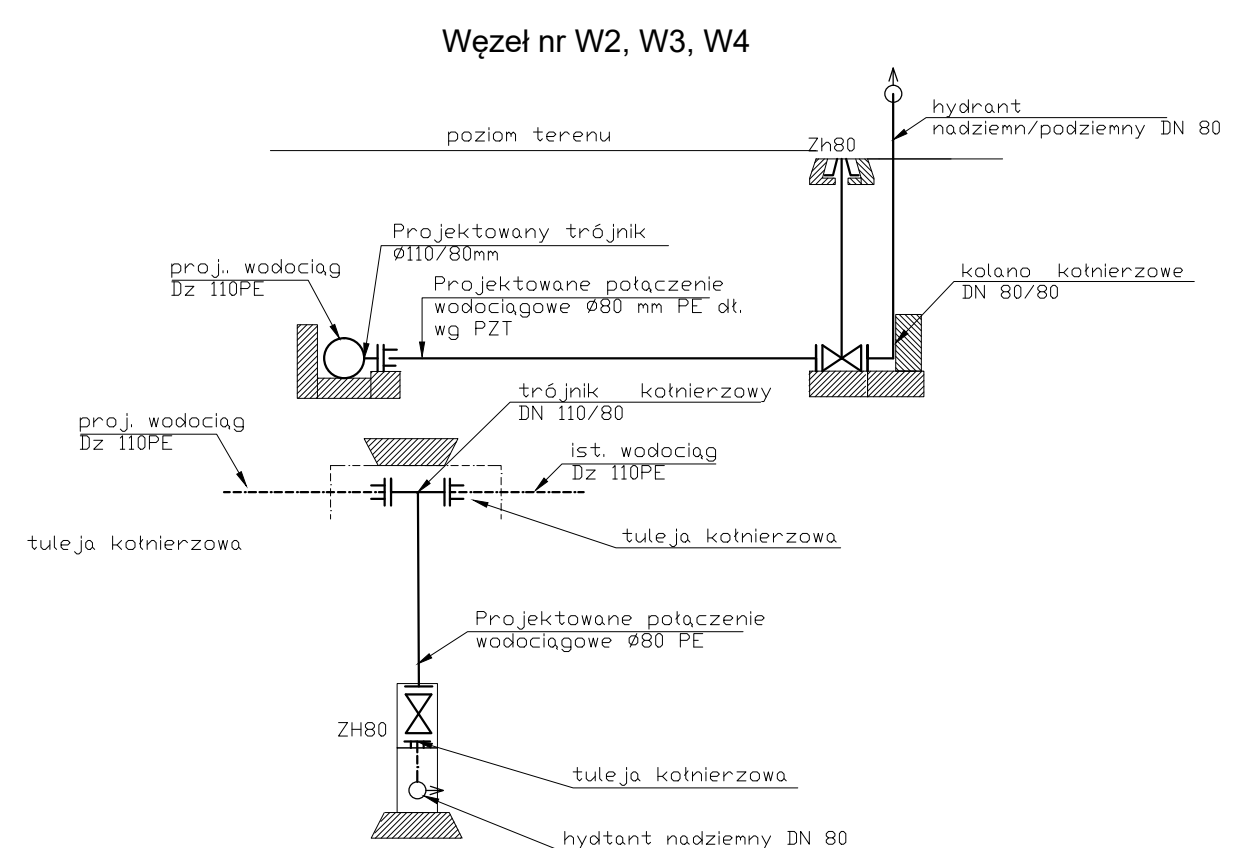 Węzeł nr W2, W3, W4
hydrant
nadziemn/podziemny DN 80
poziom terenu
Zh80
Projektowany trójnik
Ø110/80mm
proj.. wodociąg
Dz 110PE
Projektowane połączenie
wodociągowe Ø80 mm PE dł.
wg PZT
kolano kołnierzowe
DN 80/80
trójnik kołnierzowy
DN 110/80
proj. wodociąg
Dz 110PE
ist. wodociąg
Dz 110PE
tuleja kołnierzowa
tuleja kołnierzowa
Projektowane połączenie
wodociągowe Ø80 PE
ZH80
tuleja kołnierzowa
hydtant nadziemny DN 80